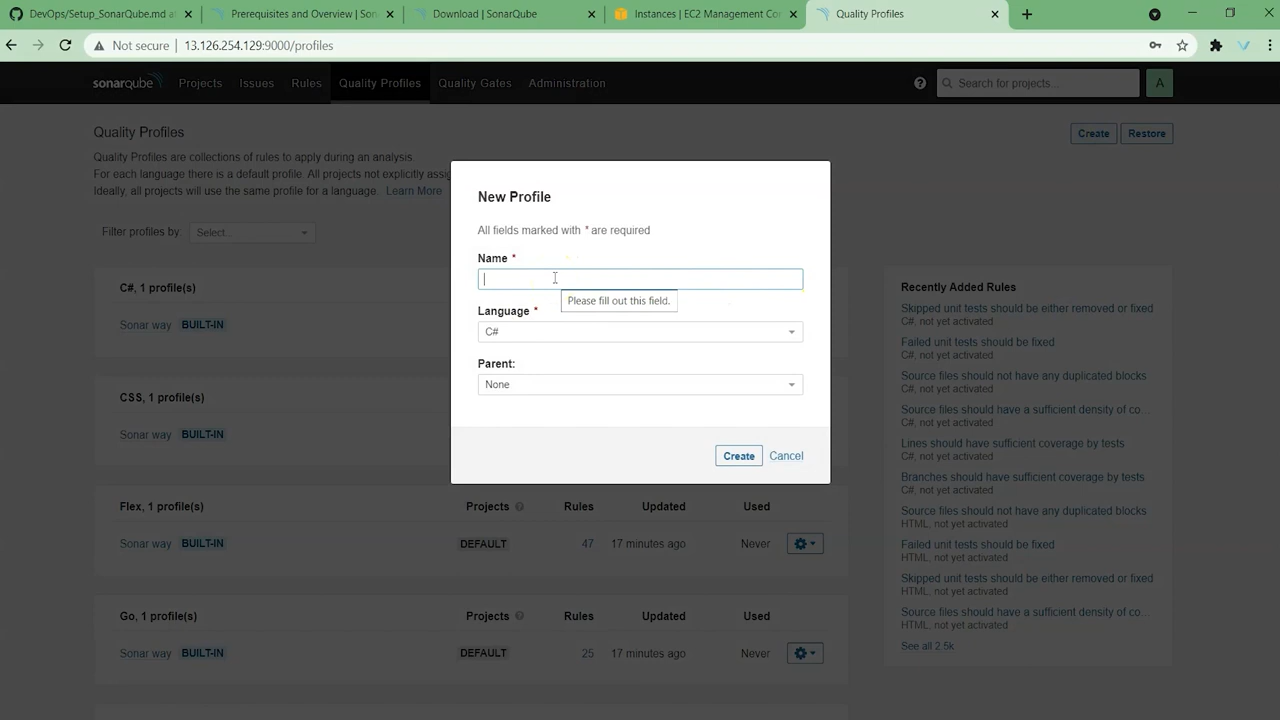 DevOps/Setup_SonarQube.md at
Prerequisites and Overview | Son
Download | SonarQube
Instances | EC2 Management Con
Quality Profiles
Not secure
13.126.254.129:9000/profiles
sonarqube
Projects
Issues
Rules
Quality Profiles
Quality Gates
Administration
Search for projects...
A
Quality Profiles
Create
Restore
Quality Profiles are collections of rules to apply during an analysis.
For each language there is a default profile. All projects not explicitly assig
Ideally, all projects will use the same profile for a language. Learn More
Filter profiles by:
Select...
C#, 1 profile(s)
Sonar way BUILT-IN
CSS, 1 profile(s)
Sonar way BUILT-IN
Flex, 1 profile(s) Projects Rules Updated Used
Sonar way BUILT-IN DEFAULT 47 17 minutes ago Never
Go, 1 profile(s) Projects Rules Updated Used
Sonar way BUILT-IN DEFAULT 25 17 minutes ago Never
New Profile
All fields marked with * are required
Name *
Please fill out this field.
Language *
C#
Parent:
None
Create
Cancel
Recently Added Rules
Skipped unit tests should be either removed or fixed
C#, not yet activated
Failed unit tests should be fixed
C#, not yet activated
Source files should not have any duplicated blocks
C#, not yet activated
Source files should have a sufficient density of co...
C#, not yet activated
Lines should have sufficient coverage by tests
C#, not yet activated
Branches should have sufficient coverage by tests
C#, not yet activated
Source files should not have any duplicated blocks
HTML, not yet activated
Failed unit tests should be fixed
HTML, not yet activated
Skipped unit tests should be either removed or fixed
HTML, not yet activated
Source files should have a sufficient density of co...
HTML, not yet activated
See all 2.5k